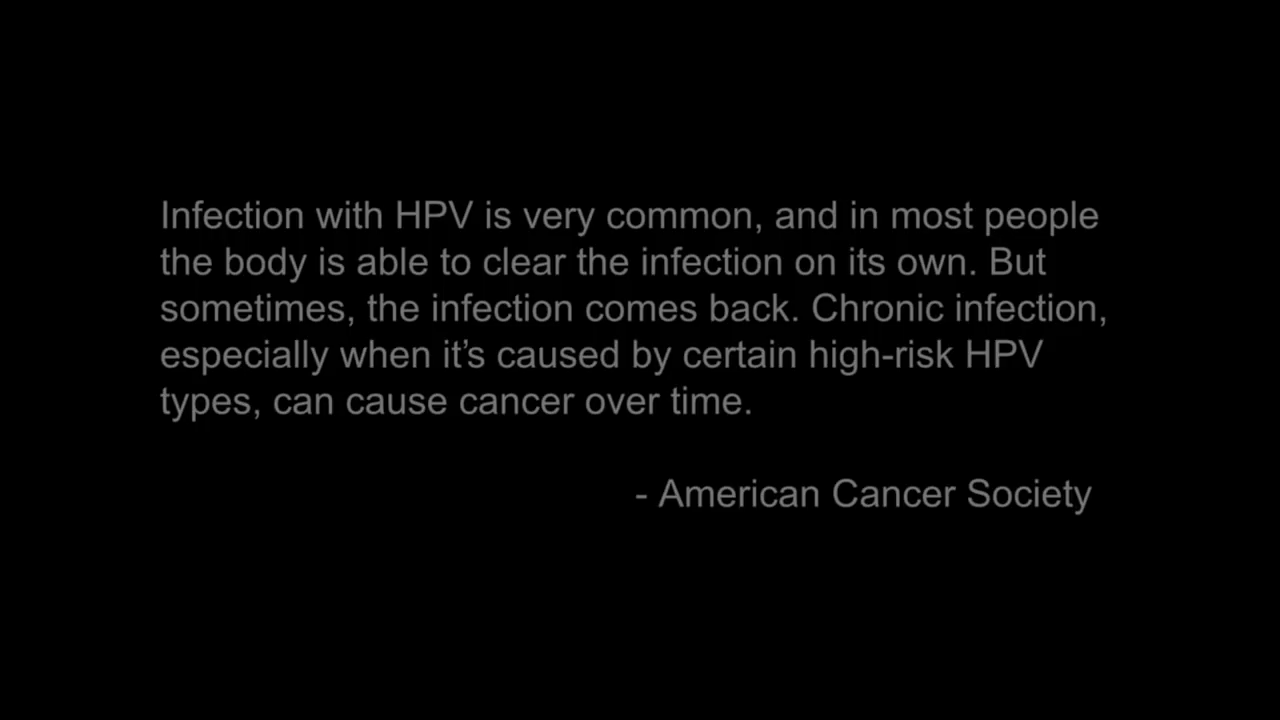 Infection with HPV is very common, and in most people
the body is able to clear the infection on its own. But
sometimes, the infection comes back. Chronic infection,
especially when it’s caused by certain high-risk HPV
types, can cause cancer over time.
- American Cancer Society